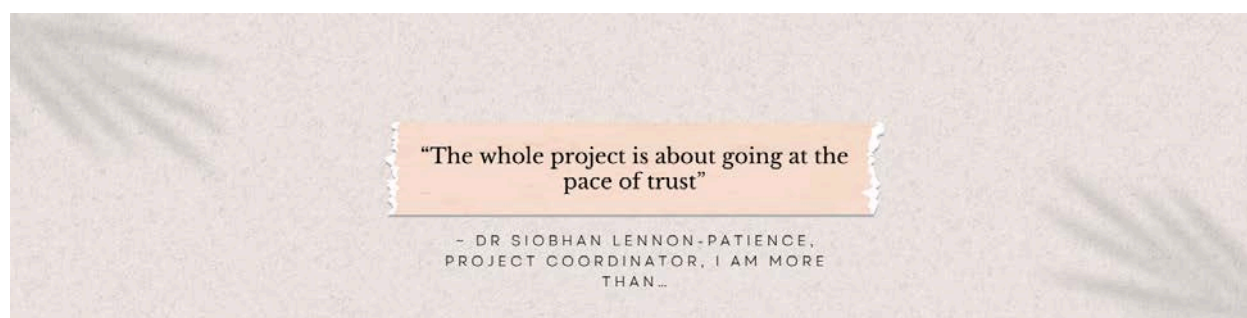 “The whole project is about going at the
pace of trust”
~ DR SIOBHAN LENNON-PATIENCE,
PROJECT COORDINATOR, I AM MORE
THAN…